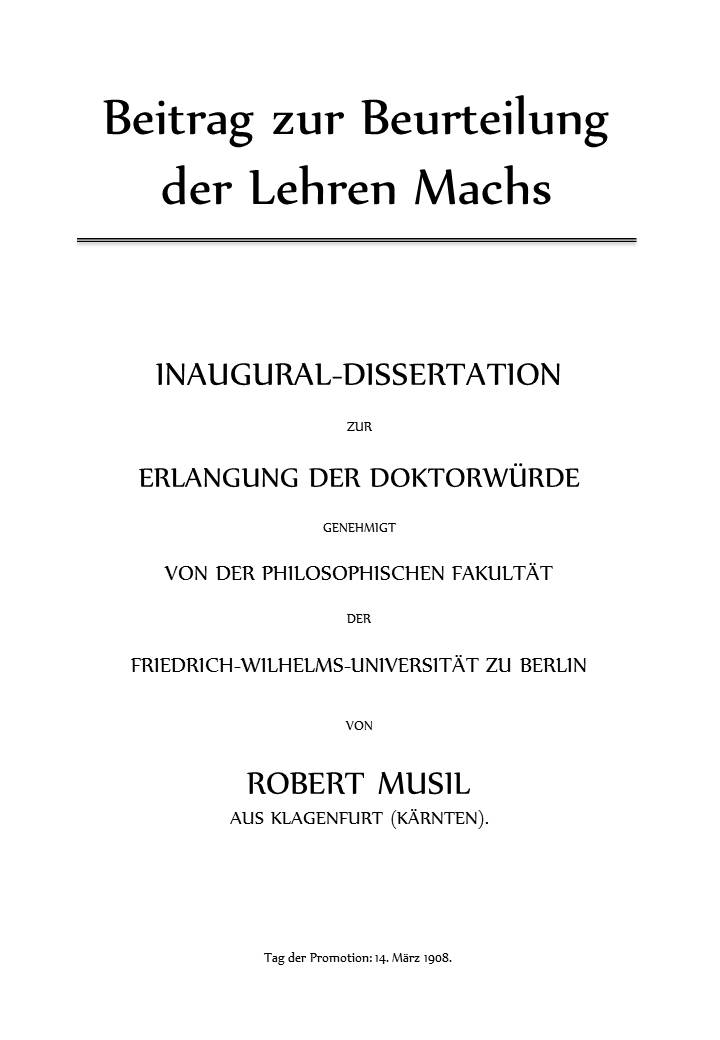 Beitrag zur Beurteilung
der Lehren Machs
INAUGURAL-DISSERTATION
ZUR
ERLANGUNG DER DOKTORWÜRDE
GENEHMIGT
VON DER PHILOSOPHISCHEN FAKULTÄT
DER
FRIEDRICH-WILHELMS-UNIVERSITÄT ZU BERLIN
VON
ROBERT MUSIL
AUS KLAGENFURT (KÄRNTEN).
Tag der Promotion: 14. März 1908.